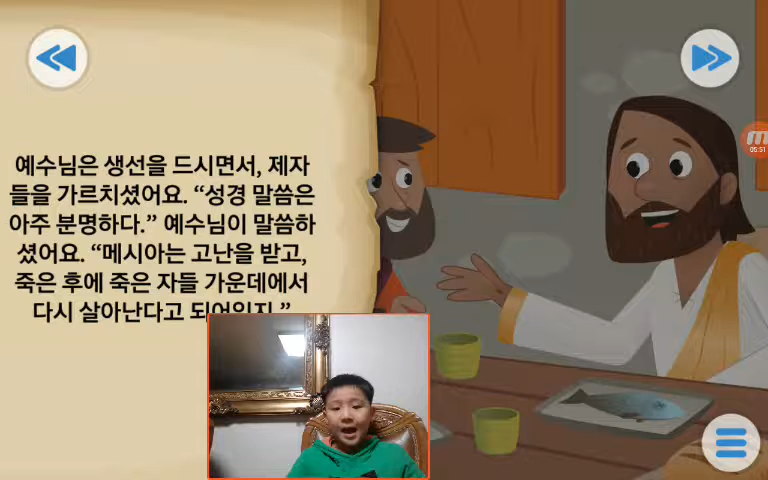 예수님은 생선을 드시면서, 제자
들을 가르치셨어요. “성경 말씀은
아주 분명하다.” 예수님이 말씀하
셨어요. “메시아는 고난을 받고,
죽은 후에 죽은 자들 가운데에서
다시 살아난다고 되어있지.”
05:51